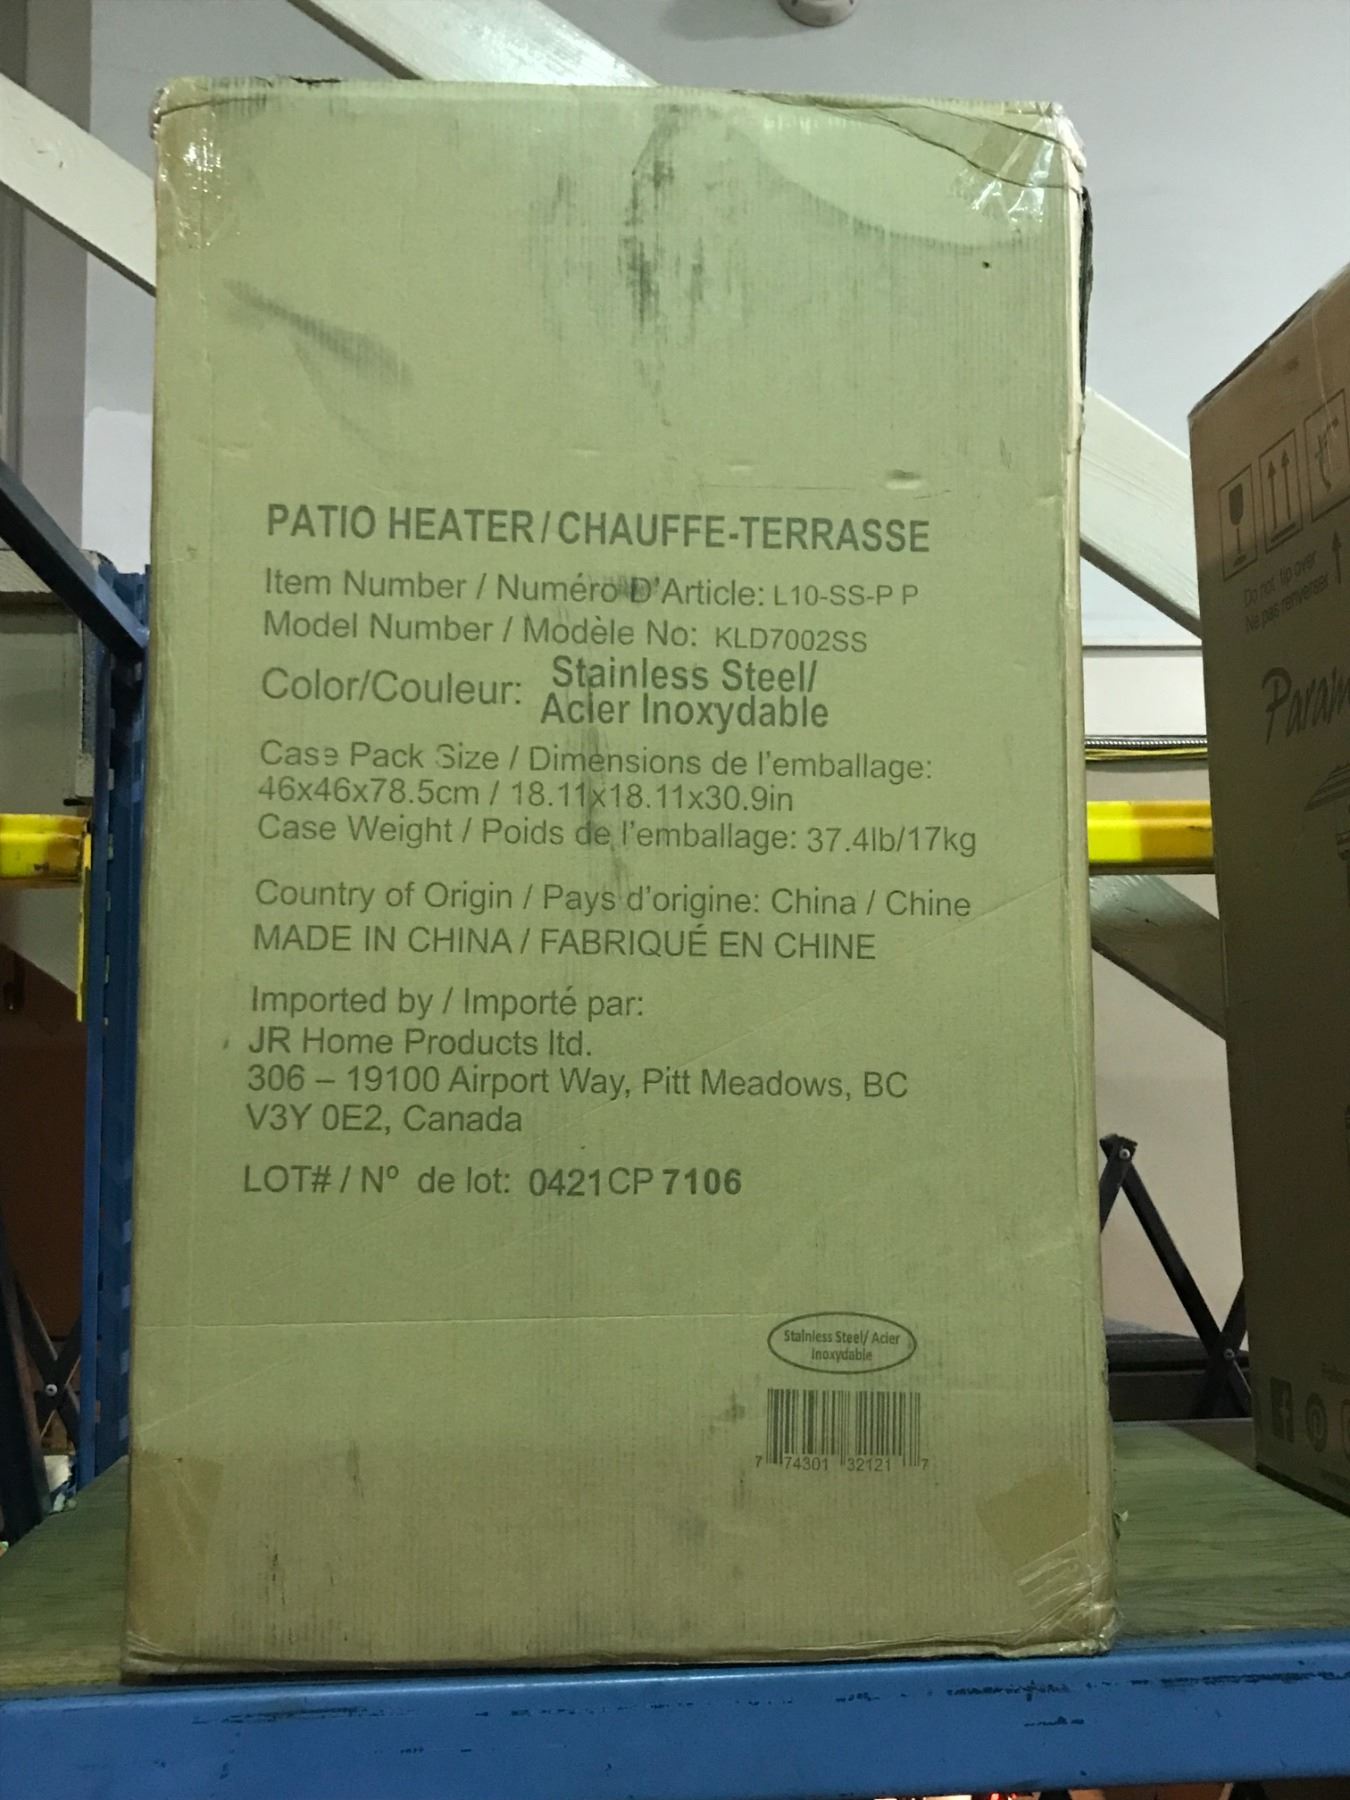 PATIO HEATER / CHAUFFE-TERRASSE
Item Number / Numéro D'Article: L10-SS-P P
Model Number / Modèle No: KLD7002SS
Color/Couleur: Stainless Steel/
Acier Inoxydable
Case Pack Size / Dimensions de l'emballage:
46x46x78.5cm / 18.11x18.11x30.9in
Case Weight / Poids de l'emballage: 37.4lb/17kg
Country of Origin / Pays d'origine: China / Chine
MADE IN CHINA / FABRIQUÉ EN CHINE
Imported by / Importé par:
JR Home Products ltd.
306 – 19100 Airport Way, Pitt Meadows, BC
V3Y 0E2, Canada
LOT# / Nº de lot: 0421CP 7106
Stainless Steel/ Acier
Inoxydable
7 74301 32121 7
Do not tip over
Ne pas renverser